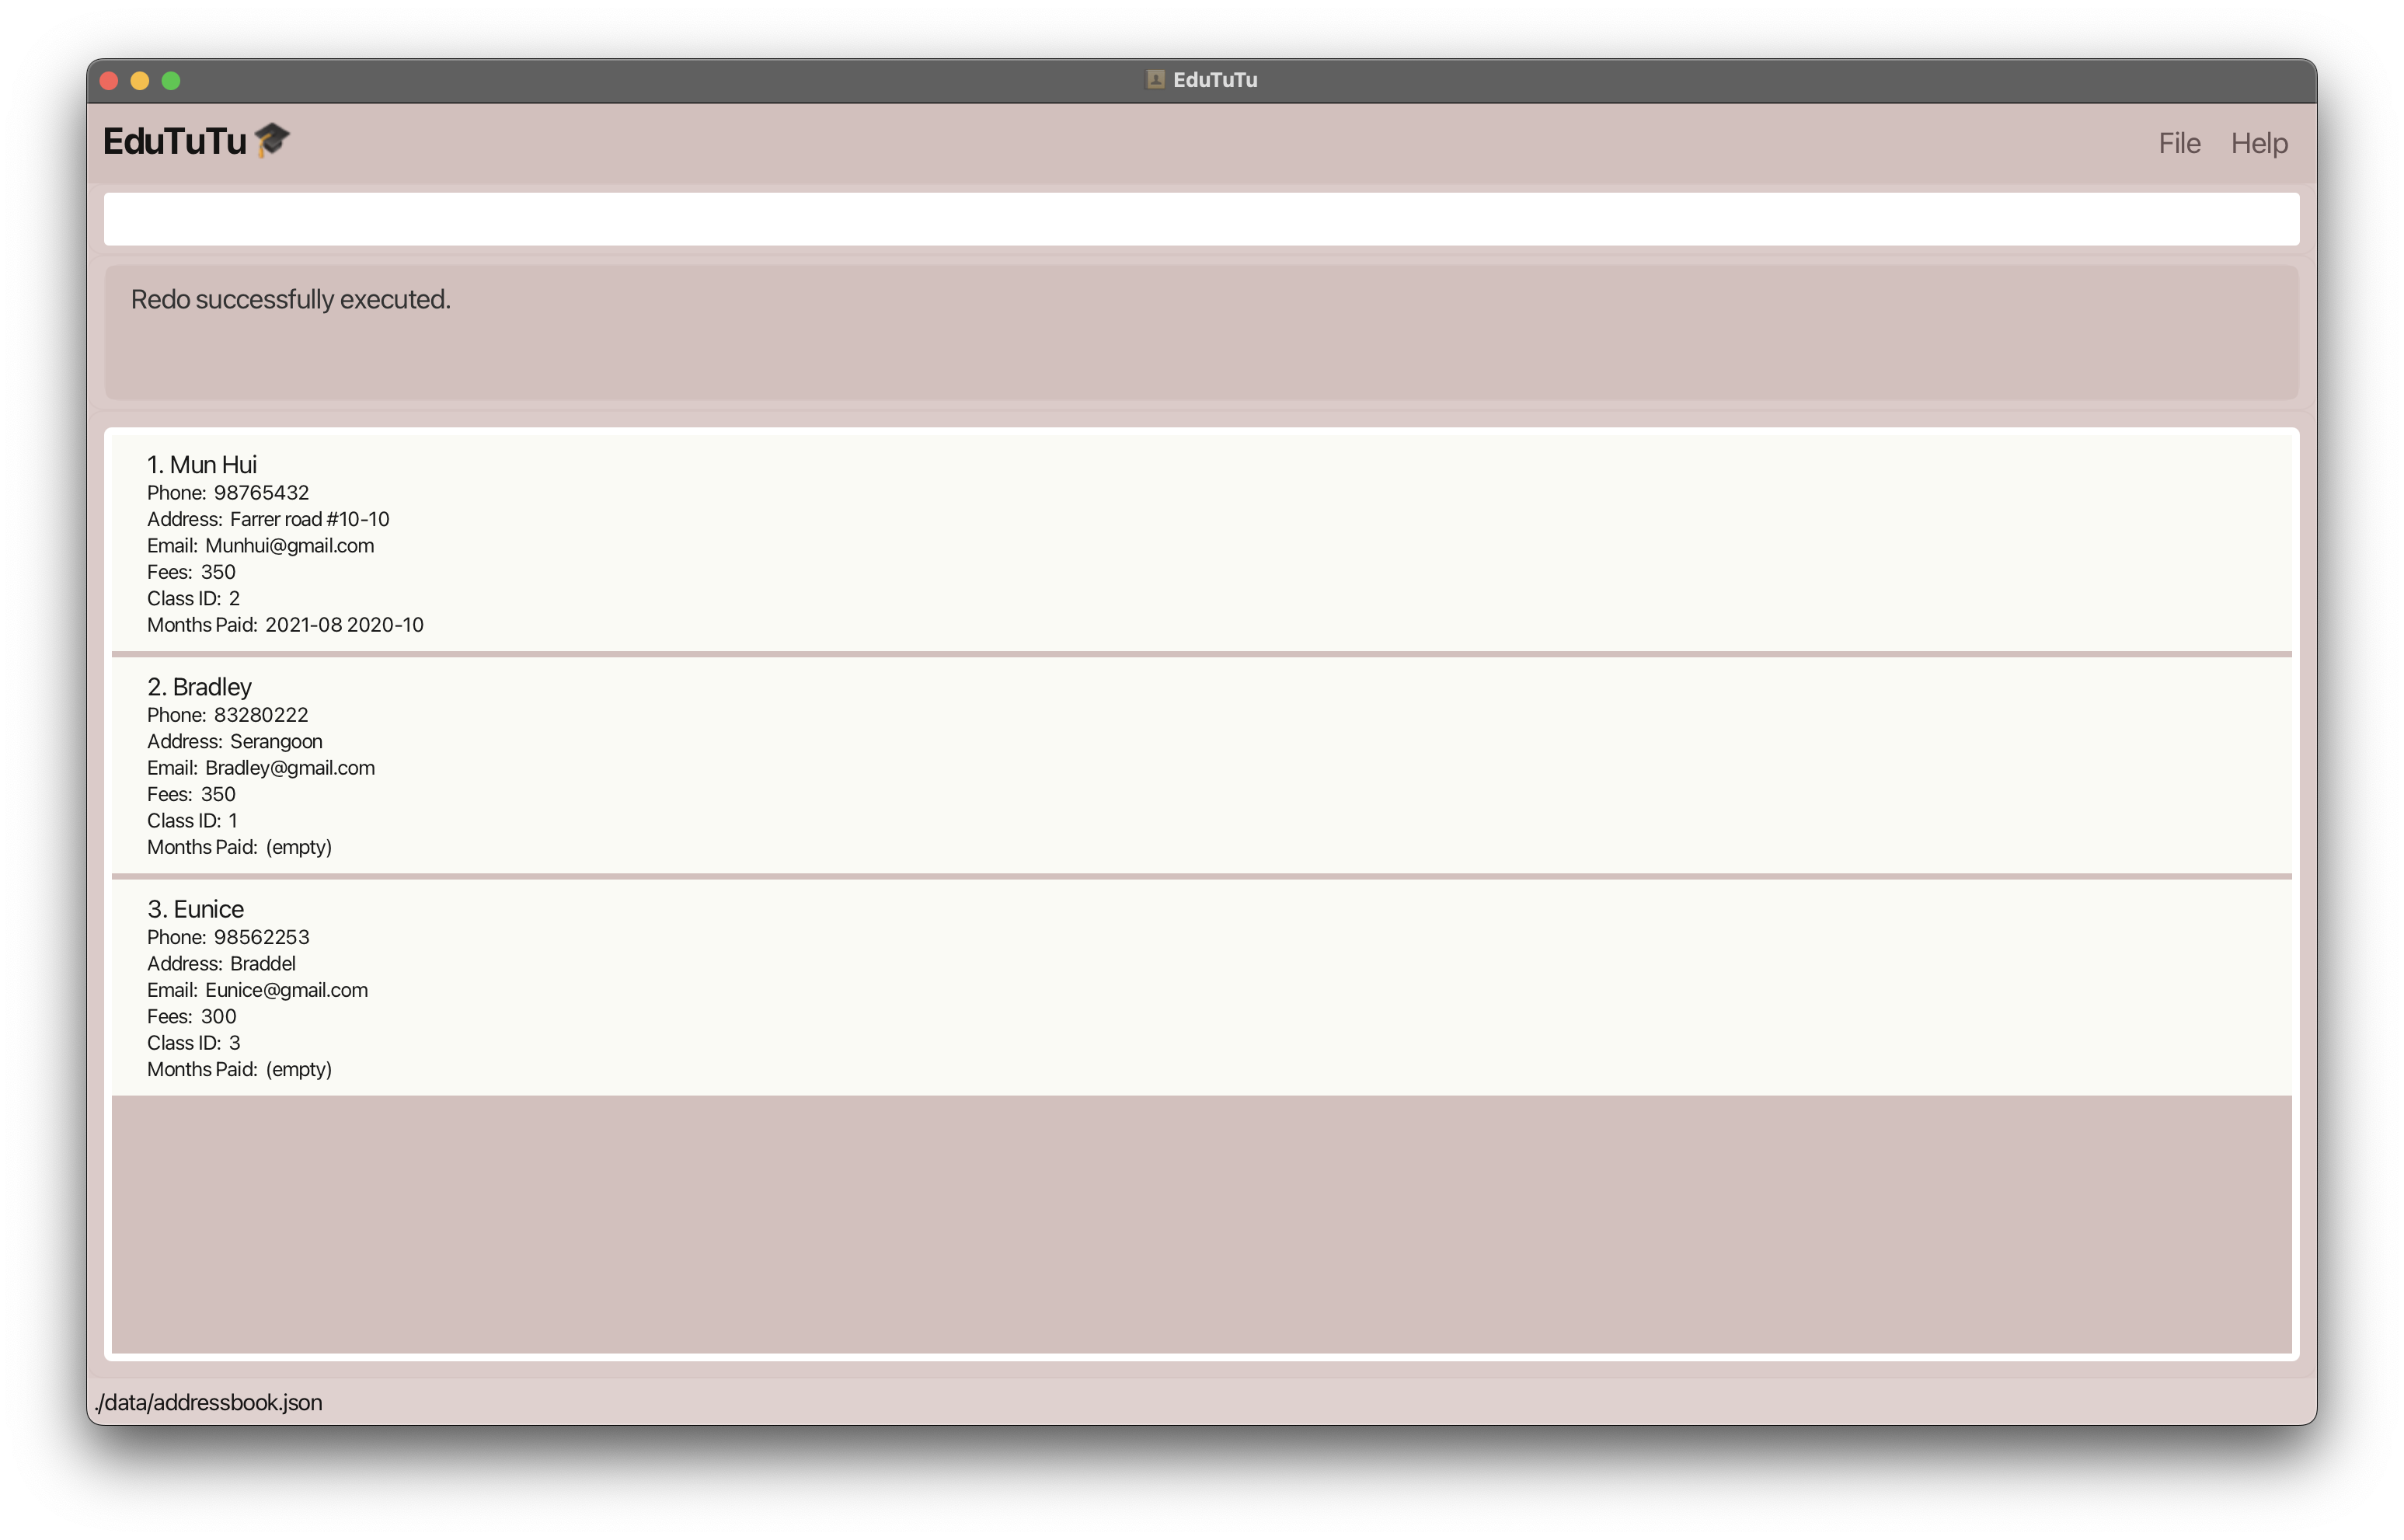 EduTuTu
EduTuTu
File Help
Redo successfully executed.
1. Mun Hui
Phone: 98765432
Address: Farrer road #10-10
Email: Munhui@gmail.com
Fees: 350
Class ID: 2
Months Paid: 2021-08 2020-10
2. Bradley
Phone: 83280222
Address: Serangoon
Email: Bradley@gmail.com
Fees: 350
Class ID: 1
Months Paid: (empty)
3. Eunice
Phone: 98562253
Address: Braddel
Email: Eunice@gmail.com
Fees: 300
Class ID: 3
Months Paid: (empty)
./data/addressbook.json